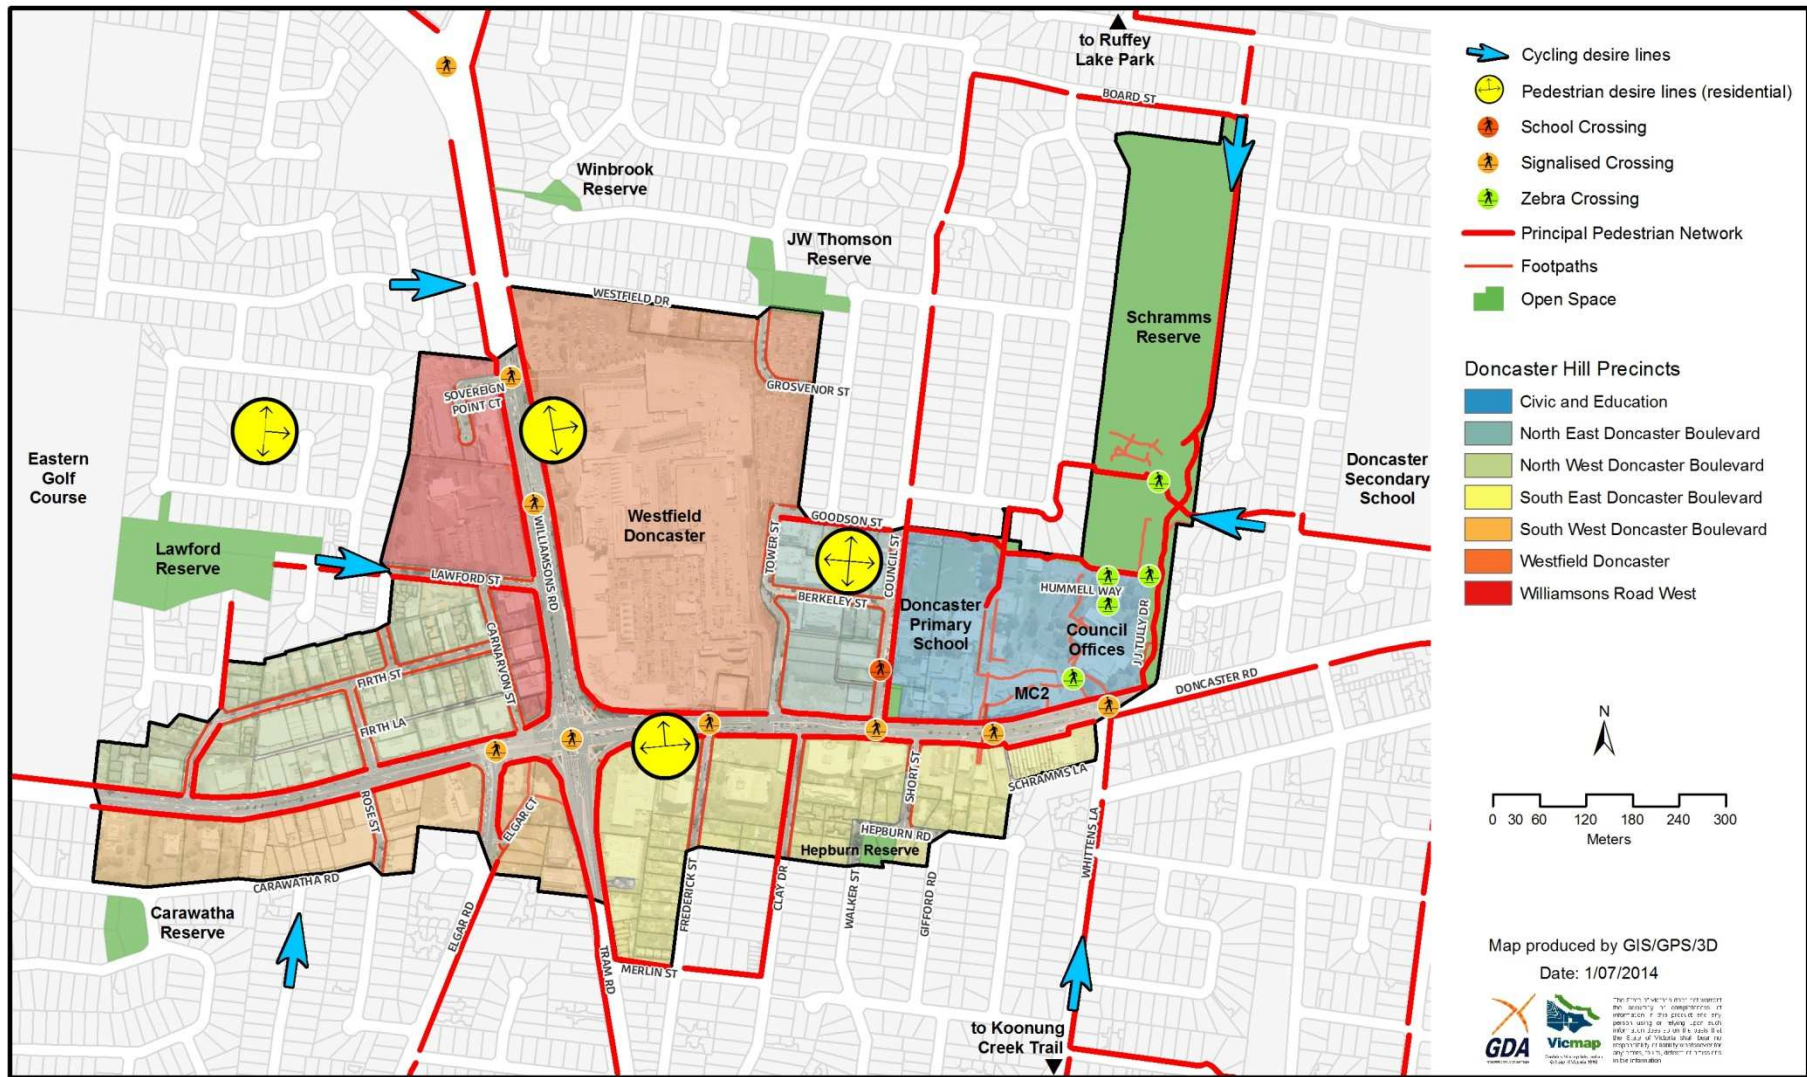 to Ruffey
Lake Park
BOARD ST
Winbrook
Reserve
JW Thomson
Reserve
WESTFIELD DR
Schramms
Reserve
SOVEREIGN
POINT CT
GROSVENOR ST
Eastern
Golf
Course
Doncaster
Secondary
School
Westfield
Doncaster
WILLIAMSONS RD
TOWER ST
GOODSON ST
COUNCIL ST
Lawford
Reserve
LAWFORD ST
BERKELEY ST
HUMMELL WAY
Doncaster
Primary
School
Council
Offices
JJ TULLY DR
CARNARVON ST
FIRTH ST
FIRTH LA
MC2
DONCASTER RD
SCHRAMMS LA
SHORT ST
ROSE ST
ELGAR CT
HEPBURN RD
Hepburn Reserve
CARAWATHA RD
Carawatha
Reserve
ELGAR RD
TRAM RD
MERLIN ST
FREDERICK ST
CLAY DR
WALKER ST
GIFFORD RD
WHITTENS LA
to Koonung
Creek Trail
Cycling desire lines
Pedestrian desire lines (residential)
School Crossing
Signalised Crossing
Zebra Crossing
Principal Pedestrian Network
Footpaths
Open Space
Doncaster Hill Precincts
Civic and Education
North East Doncaster Boulevard
North West Doncaster Boulevard
South East Doncaster Boulevard
South West Doncaster Boulevard
Westfield Doncaster
Williamsons Road West
N
0 30 60 120 180 240 300
Meters
Map produced by GIS/GPS/3D
Date: 1/07/2014
GDA
Vicmap